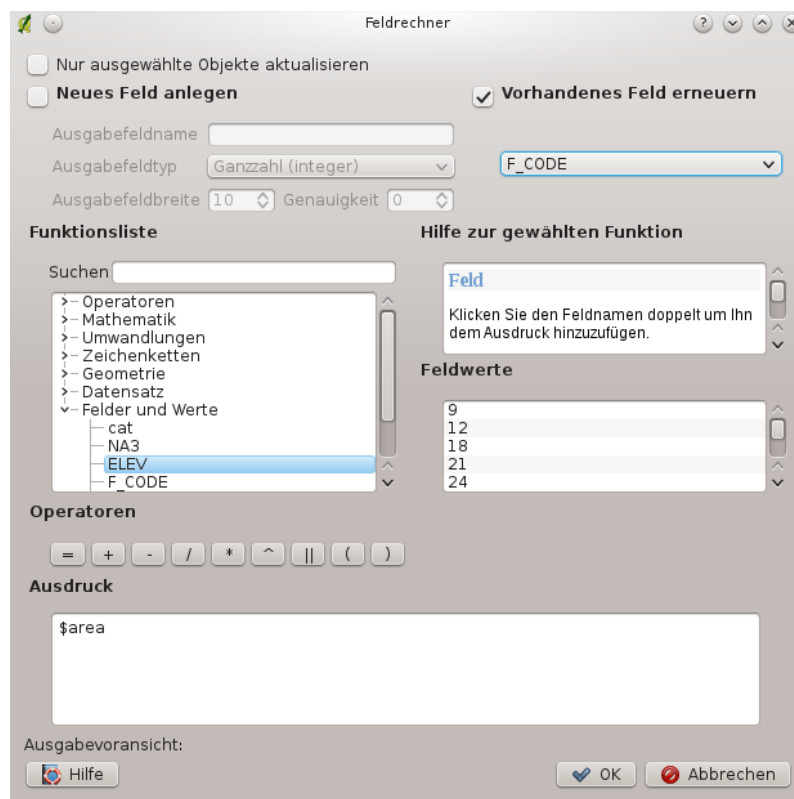 Feldrechner
Nur ausgewählte Objekte aktualisieren
Neues Feld anlegen
Vorhandenes Feld erneuern
Ausgabefeldname
Ausgabefeldtyp Ganzzahl (integer)
F_CODE
Ausgabefeldbreite 10 Genauigkeit 0
Funktionsliste
Suchen
Operatoren
Mathematik
Umwandlungen
Zeichenketten
Geometrie
Datensatz
Felder und Werte
cat
NA3
ELEV
F_CODE
Hilfe zur gewählten Funktion
Feld
Klicken Sie den Feldnamen doppelt um Ihn
dem Ausdruck hinzuzufügen.
Feldwerte
9
12
18
21
24
Operatoren
= + - / * ^ || ( )
Ausdruck
$area
Ausgabevoransicht:
Hilfe
OK
Abbrechen